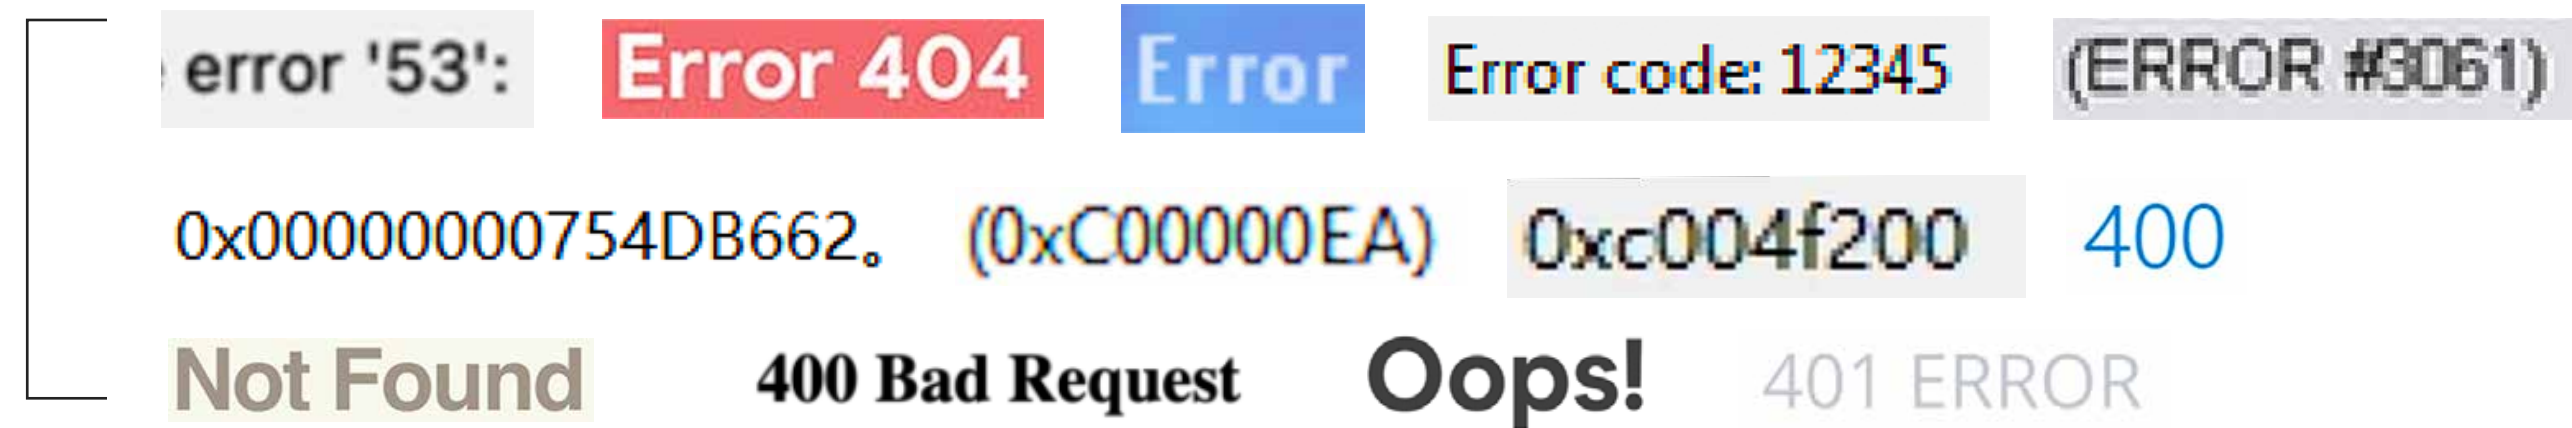 error '53': Error 404 Error Error code: 12345 (ERROR #3061)
0x00000000754DB662。 (0xC00000EA) 0xc004f200 400
Not Found 400 Bad Request Oops! 401 ERROR